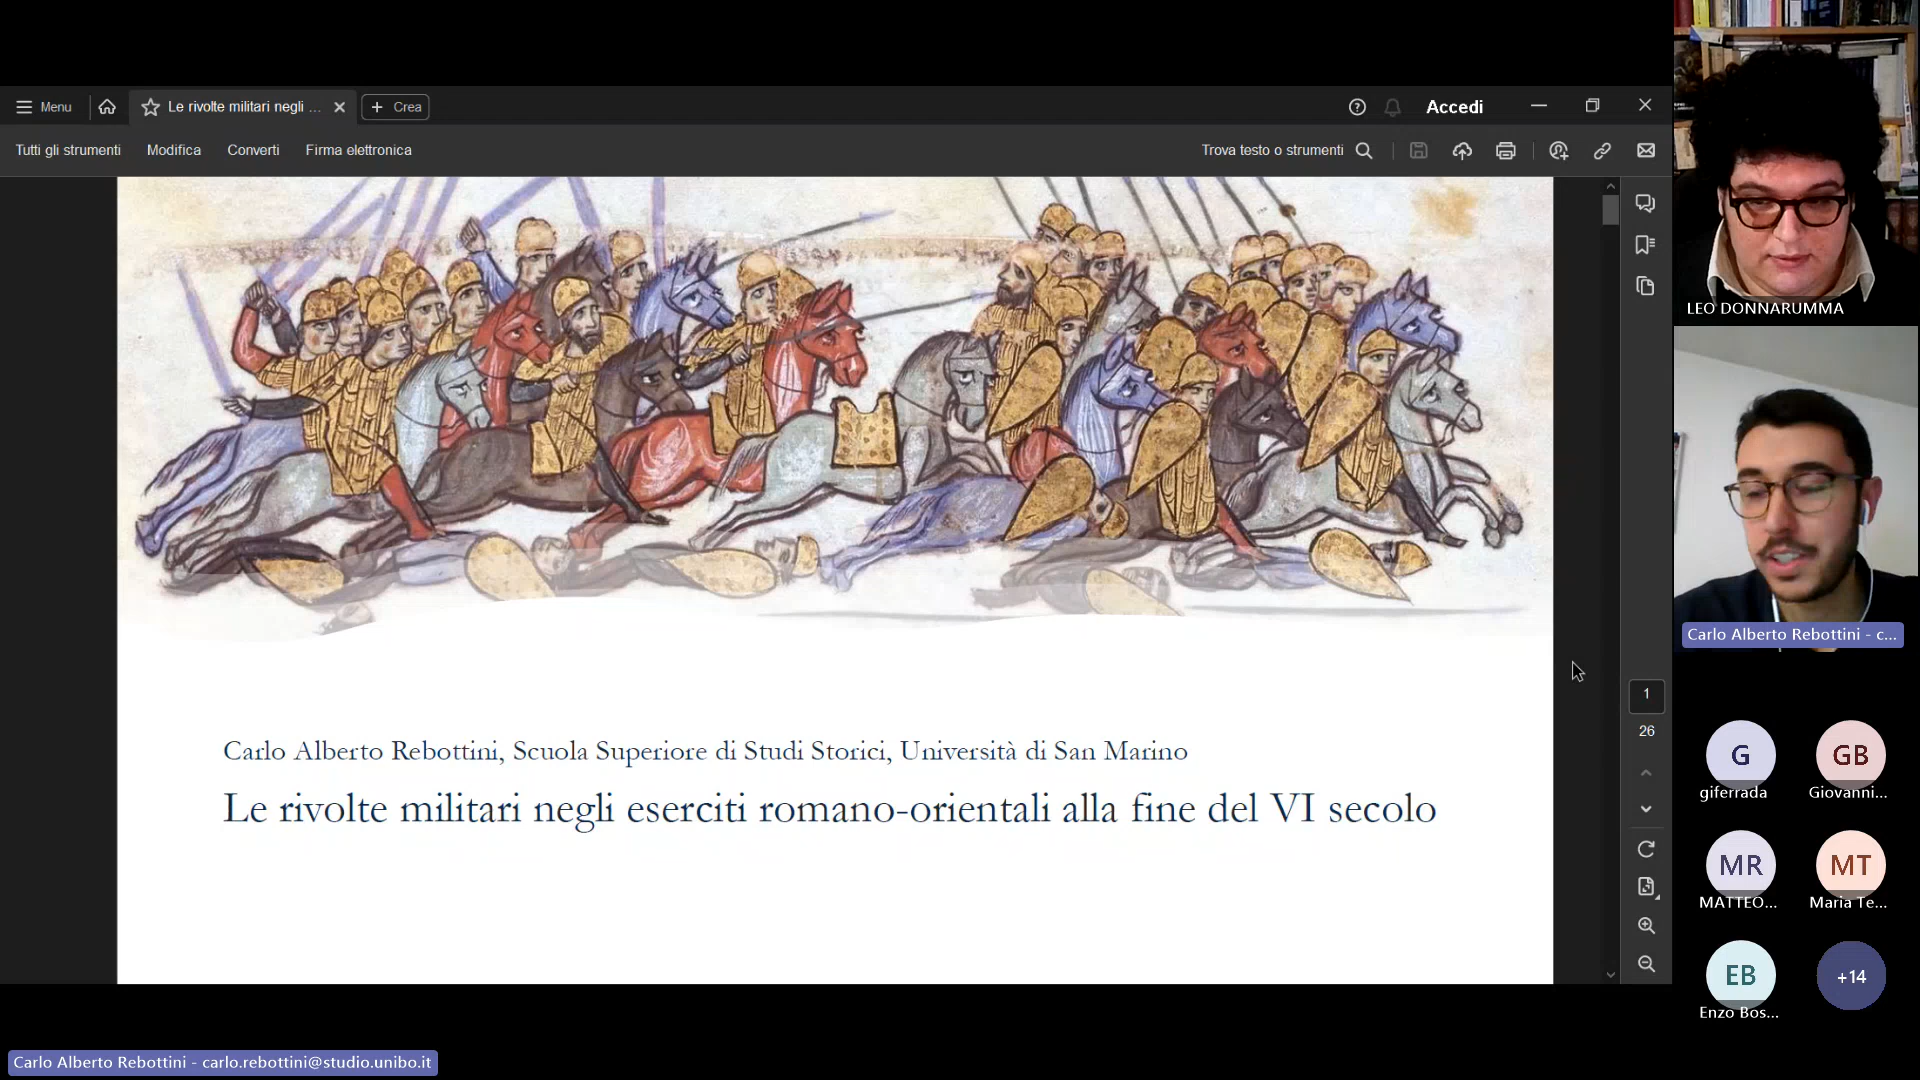 Menu
Le rivolte militari negli ...
Crea
Accedi
Tutti gli strumenti
Modifica
Converti
Firma elettronica
Trova testo o strumenti
Carlo Alberto Rebottini, Scuola Superiore di Studi Storici, Università di San Marino
Le rivolte militari negli eserciti romano-orientali alla fine del VI secolo
1
26
LEO DONNARUMMA
Carlo Alberto Rebottini - c...
G
giferrada
GB
Giovanni...
MR
MATTEO...
MT
Maria Te...
EB
Enzo Bos...
+14
Carlo Alberto Rebottini - carlo.rebottini@studio.unibo.it